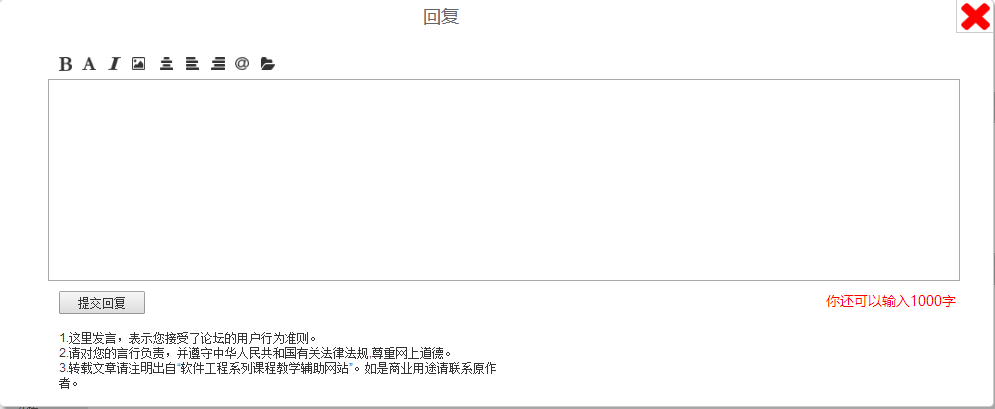 回复
B A I @
提交回复
你还可以输入1000字
1.这里发言，表示您接受了论坛的用户行为准则。
2.请对您的言行负责，并遵守中华人民共和国有关法律法规,尊重网上道德。
3.转载文章请注明出自“软件工程系列课程教学辅助网站”。如是商业用途请联系原作
者。